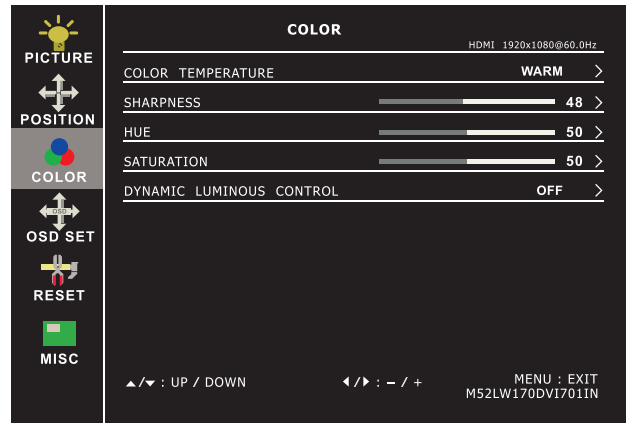 PICTURE
POSITION
COLOR
OSD
OSD SET
RESET
MISC
COLOR
HDMI 1920x1080@60.0Hz
COLOR TEMPERATURE WARM
SHARPNESS 48
HUE 50
SATURATION 50
DYNAMIC LUMINOUS CONTROL OFF
▲/▼ : UP / DOWN ◀/▶ : – / + MENU : EXIT
M52LW170DVI701IN